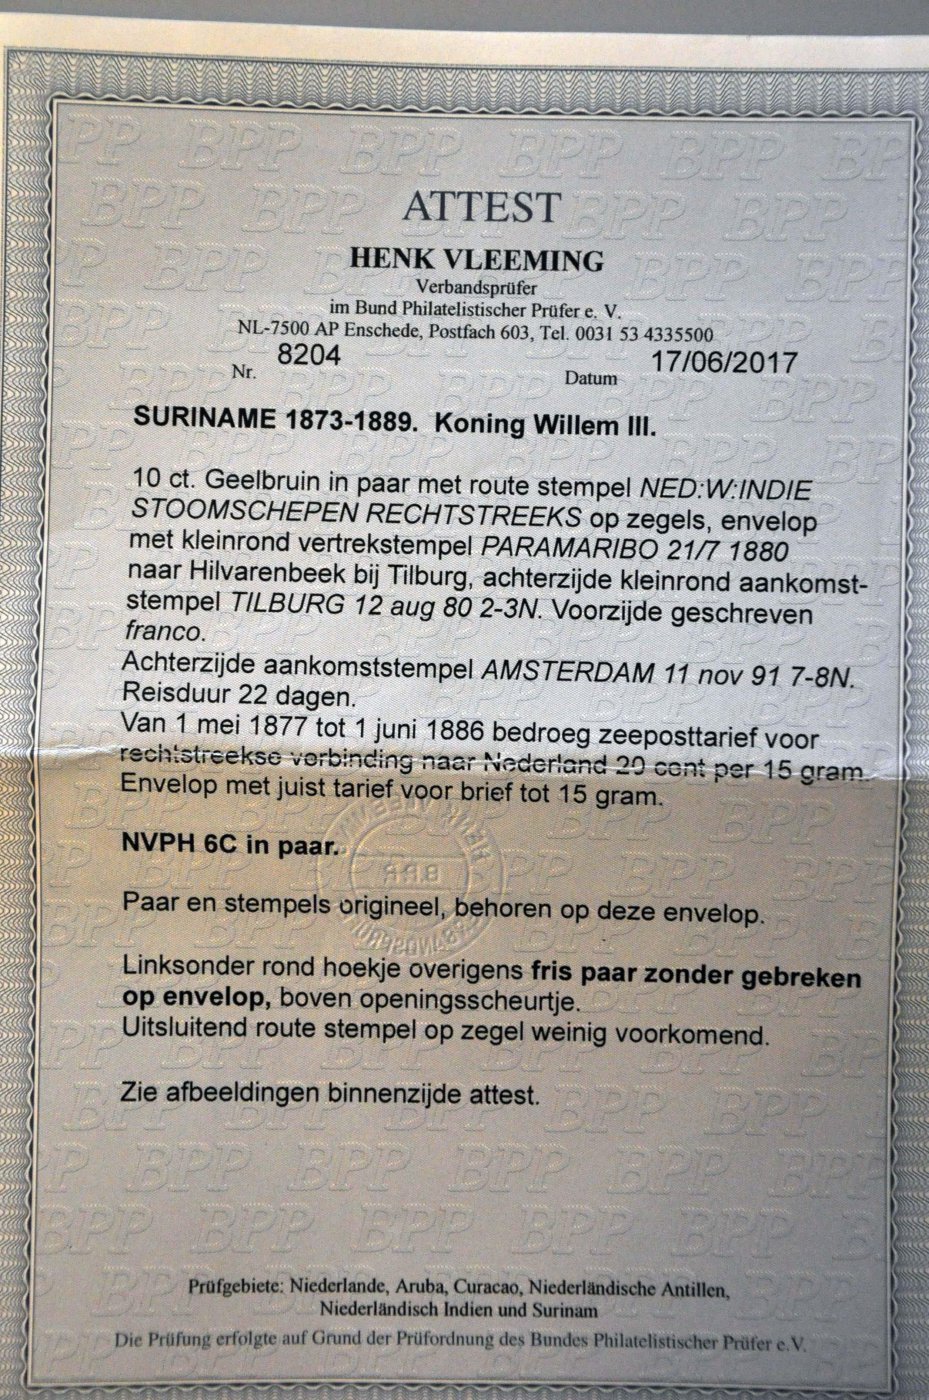 ATTEST
HENK VLEEMING
Verbandsprüfer
im Bund Philatelistischer Prüfer e. V.
NL-7500 AP Enschede, Postfach 603, Tel. 0031 53 4335500
Nr. 8204 Datum 17/06/2017
SURINAME 1873-1889. Koning Willem III.
10 ct. Geelbruin in paar met route stempel NED:W:INDIE
STOOMSCHEPEN RECHTSTREEKS op zegels, envelop
met kleinrond vertrekstempel PARAMARIBO 21/7 1880
naar Hilvarenbeek bij Tilburg, achterzijde kleinrond aankomst-
stempel TILBURG 12 aug 80 2-3N. Voorzijde geschreven
franco.
Achterzijde aankomststempel AMSTERDAM 11 nov 91 7-8N.
Reisduur 22 dagen.
Van 1 mei 1877 tot 1 juni 1886 bedroeg zeeposttarief voor
rechtstreekse verbinding naar Nederland 20 cent per 15 gram.
Envelop met juist tarief voor brief tot 15 gram.
NVPH 6C in paar.
Paar en stempels origineel, behoren op deze envelop.
Linksonder rond hoekje overigens fris paar zonder gebreken
op envelop, boven openingsscheurtje.
Uitsluitend route stempel op zegel weinig voorkomend.
Zie afbeeldingen binnenzijde attest.
Prüfgebiete: Niederlande, Aruba, Curacao, Niederländische Antillen,
Niederländisch Indien und Surinam
Die Prüfung erfolgte auf Grund der Prüfordnung des Bundes Philatelistischer Prüfer e.V.